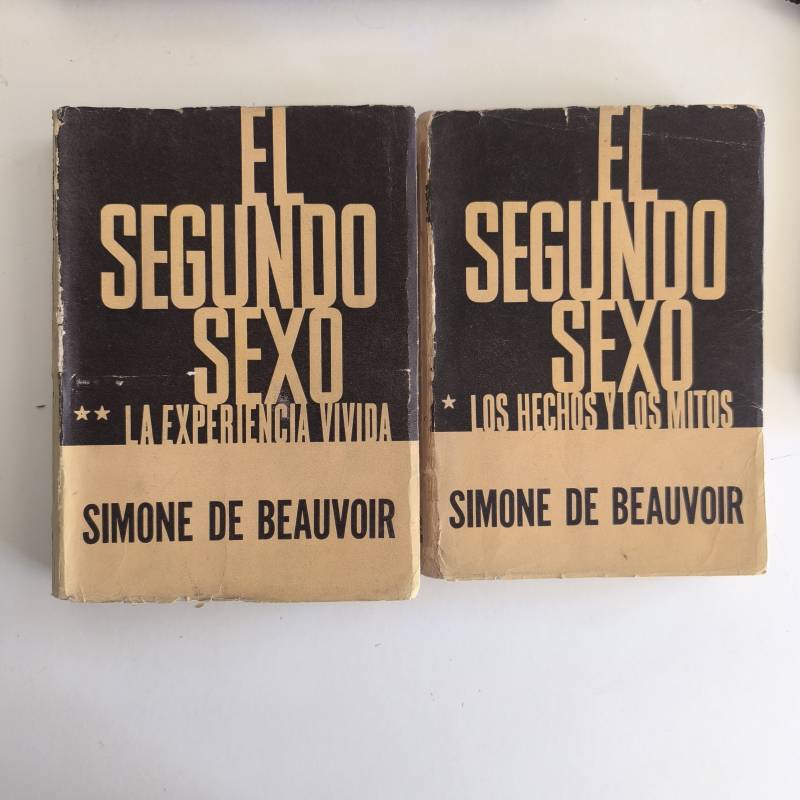 EL
SEGUNDO
SEXO
** LA EXPERIENCIA VIVIDA
SIMONE DE BEAUVOIR
EL
SEGUNDO
SEXO
* LOS HECHOS Y LOS MITOS
SIMONE DE BEAUVOIR